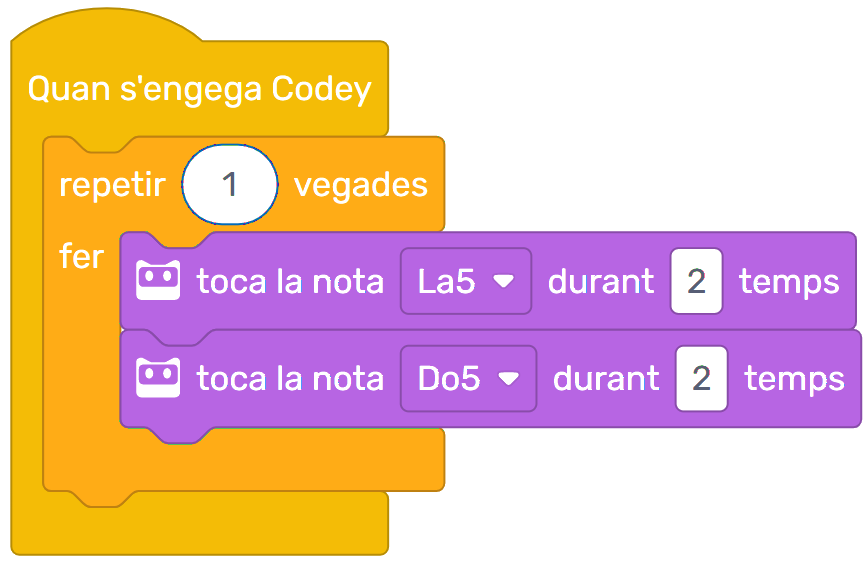 Quan s'engega Codey
repetir 1 vegades
fer
toca la nota La5 durant 2 temps
toca la nota Do5 durant 2 temps